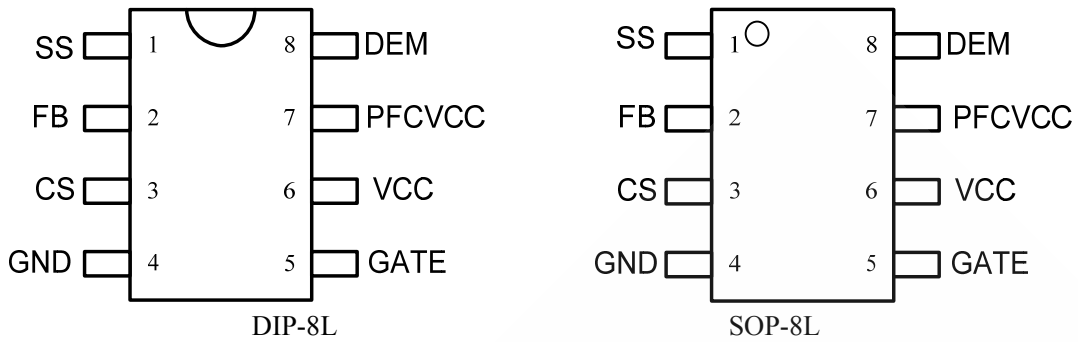 SS 1 8 DEM
FB 2 7 PFCVCC
CS 3 6 VCC
GND 4 5 GATE
DIP-8L
SS 1 8 DEM
FB 2 7 PFCVCC
CS 3 6 VCC
GND 4 5 GATE
SOP-8L